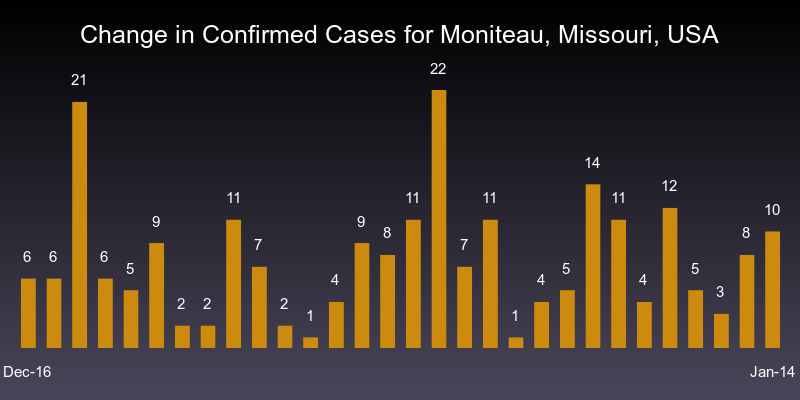 Change in Confirmed Cases for Moniteau, Missouri, USA
6 6 21 6 5 9 2 2 11 7 2 1 4 9 8 11 22 7 11 1 4 5 14 11 4 12 5 3 8 10
Dec-16 Jan-14